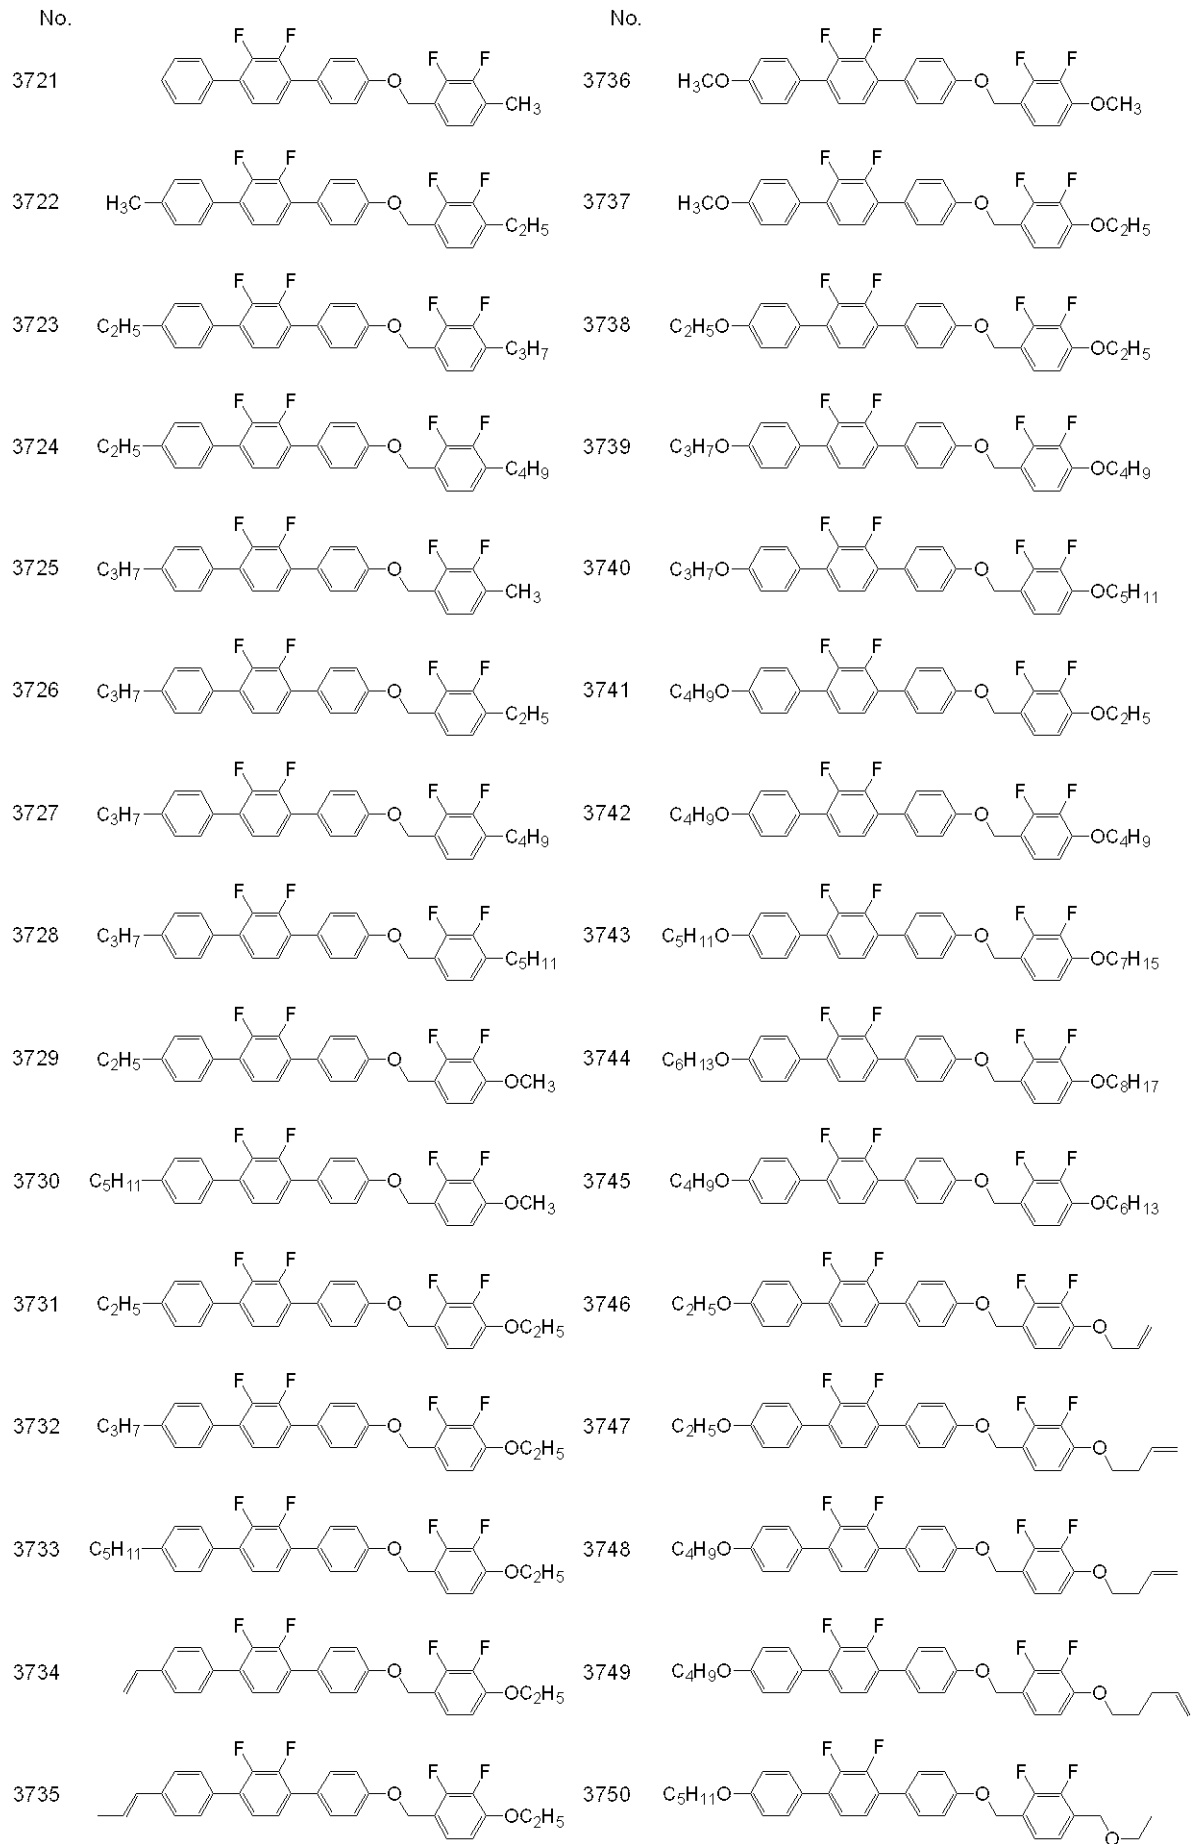 No.
F F
F F
3721 O
CH₃
F F
F F
3722 H₃C O
C₂H₅
F F
F F
3723 C₂H₅ O
C₃H₇
F F
F F
3724 C₂H₅ O
C₄H₉
F F
F F
3725 C₃H₇ O
CH₃
F F
F F
3726 C₃H₇ O
C₂H₅
F F
F F
3727 C₃H₇ O
C₄H₉
F F
F F
3728 C₃H₇ O
C₅H₁₁
F F
F F
3729 C₂H₅ O
OCH₃
F F
F F
3730 C₅H₁₁ O
OCH₃
F F
F F
3731 C₂H₅ O
OC₂H₅
F F
F F
3732 C₃H₇ O
OC₂H₅
F F
F F
3733 C₅H₁₁ O
OC₂H₅
F F
F F
3734 O
OC₂H₅
F F
F F
3735 O
OC₂H₅
No.
F F
F F
3736 H₃CO O
OCH₃
F F
F F
3737 H₃CO O
OC₂H₅
F F
F F
3738 C₂H₅O O
OC₂H₅
F F
F F
3739 C₃H₇O O
OC₄H₉
F F
F F
3740 C₃H₇O O
OC₅H₁₁
F F
F F
3741 C₄H₉O O
OC₂H₅
F F
F F
3742 C₄H₉O O
OC₄H₉
F F
F F
3743 C₅H₁₁O O
OC₇H₁₅
F F
F F
3744 C₆H₁₃O O
OC₈H₁₇
F F
F F
3745 C₄H₉O O
OC₆H₁₃
F F
F F
3746 C₂H₅O O
O
F F
F F
3747 C₂H₅O O
O
F F
F F
3748 C₄H₉O O
O
F F
F F
3749 C₄H₉O O
O
F F
F F
3750 C₅H₁₁O O
O